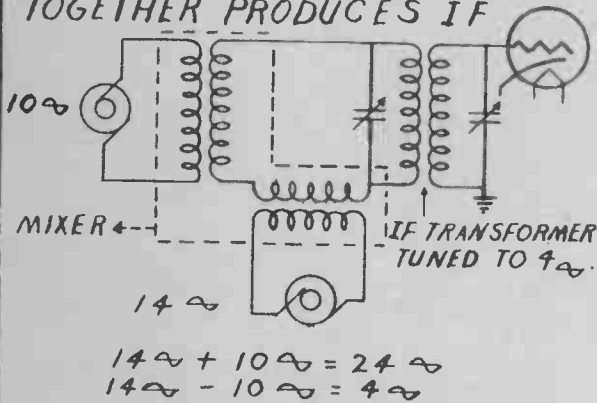 TOGETHER PRODUCES IF
10∿
MIXER
IF TRANSFORMER
TUNED TO 4∿.
14 ∿
14∿ + 10∿ = 24∿
14∿ - 10∿ = 4∿